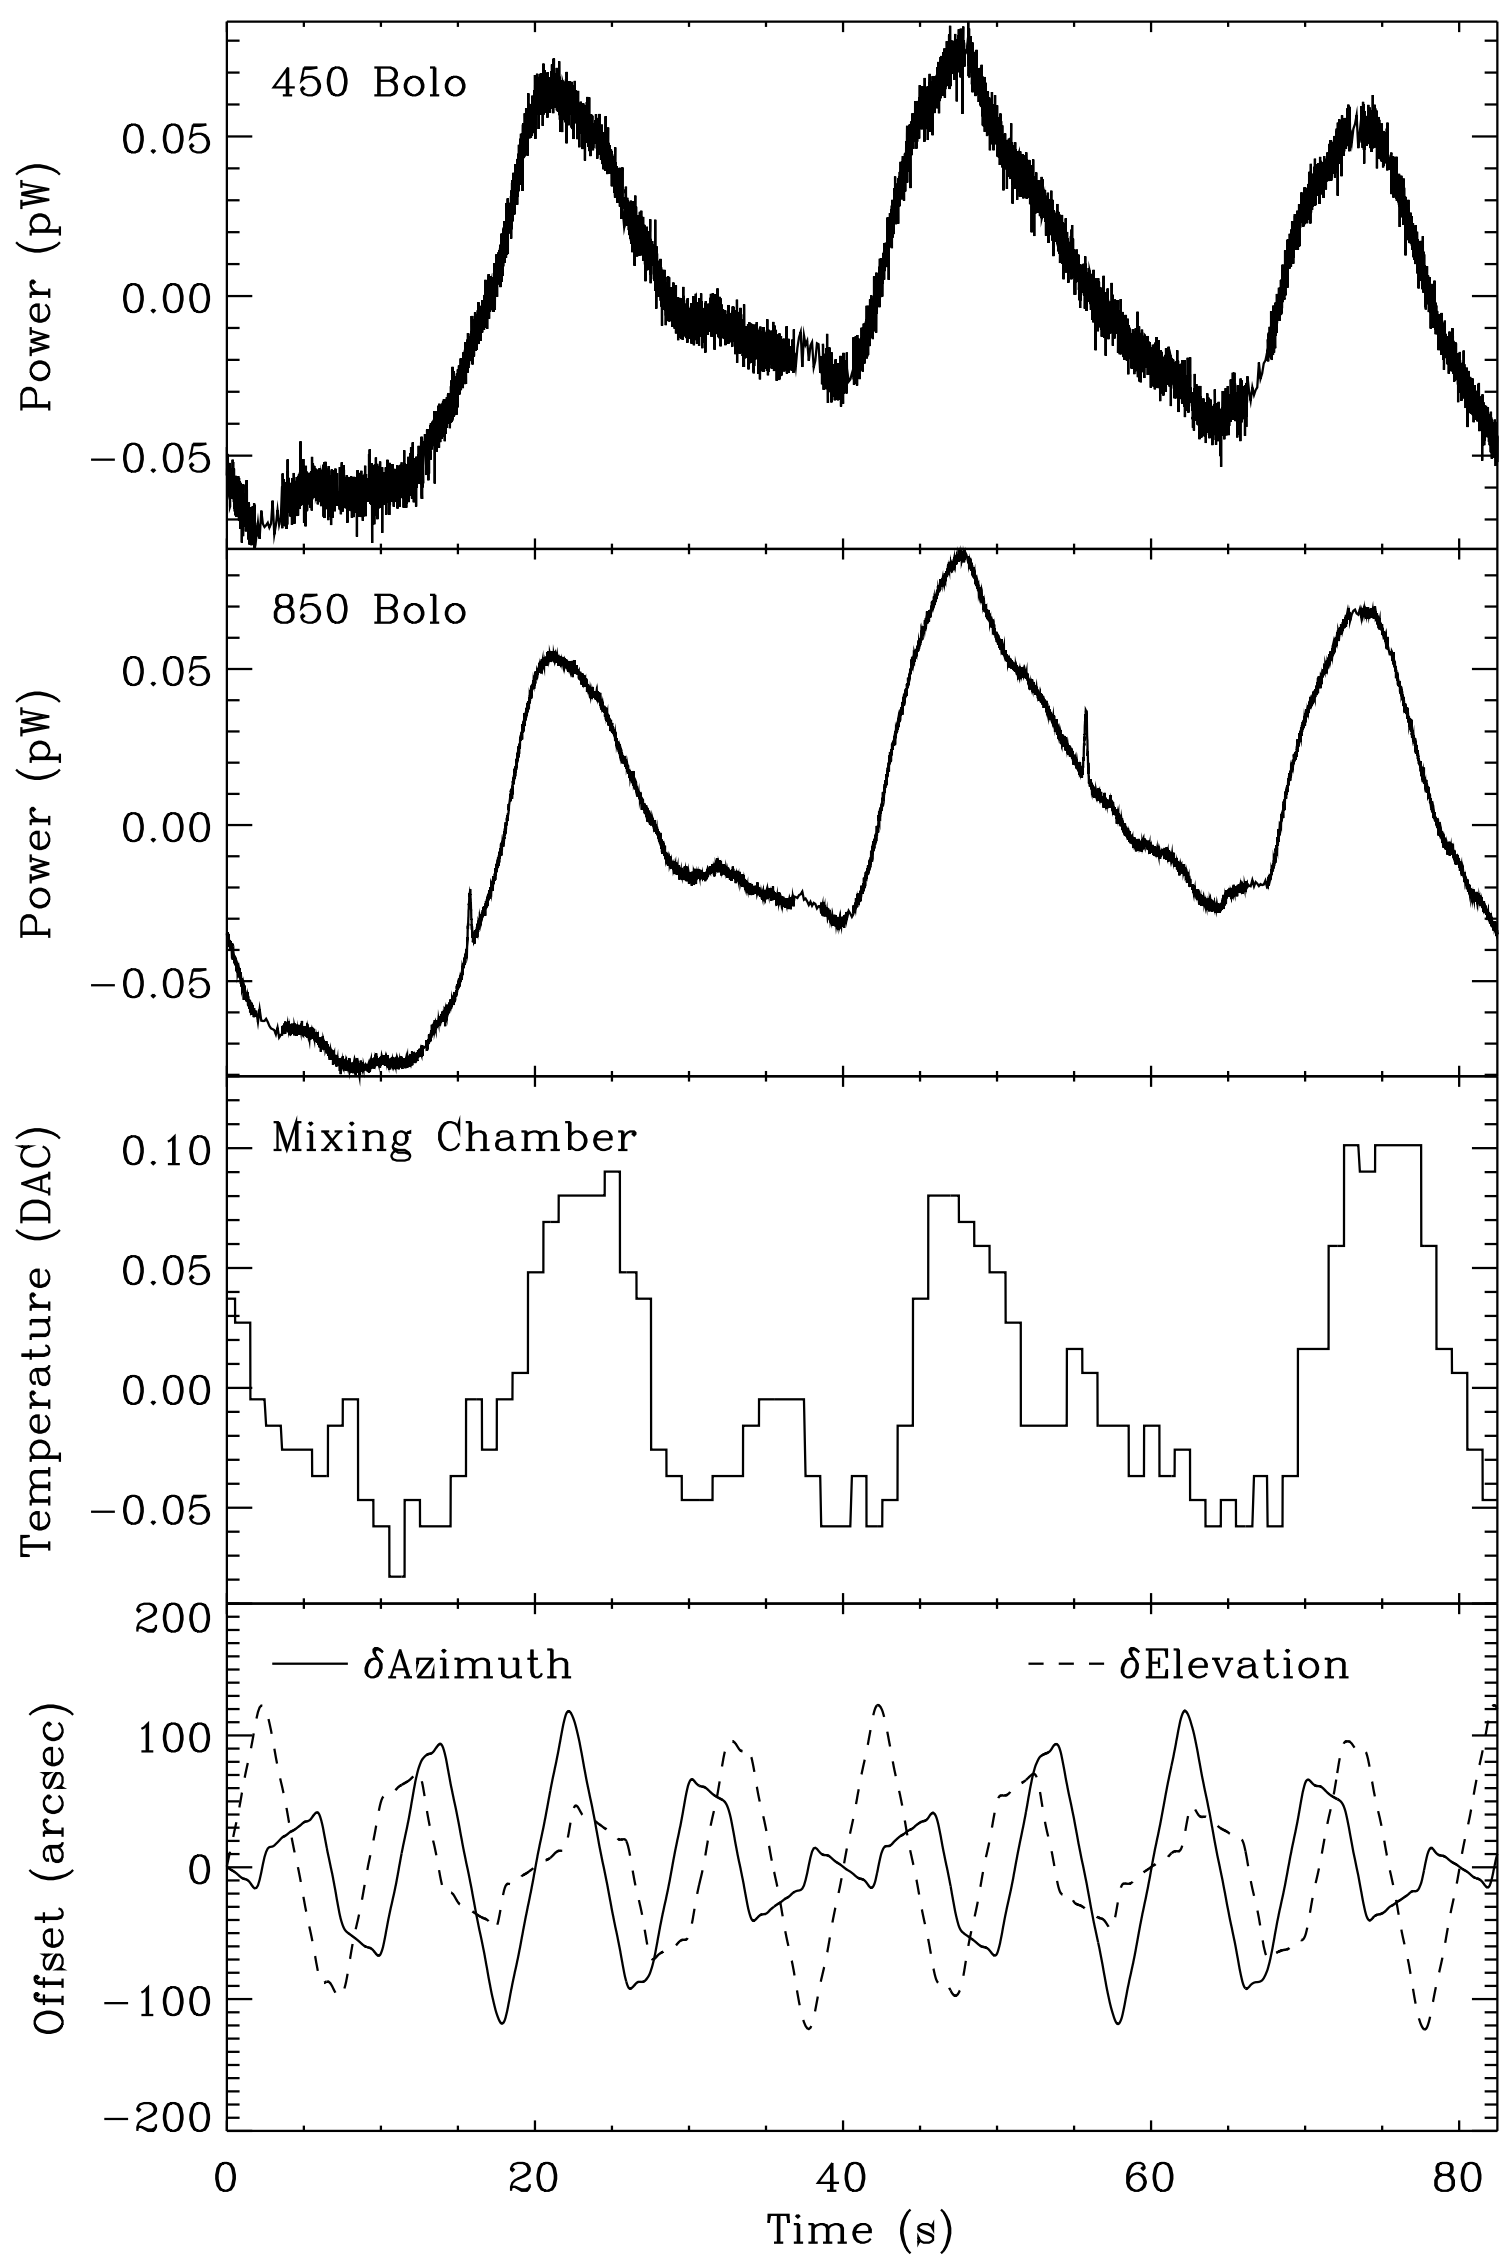 450 Bolo
0.05
0.00
−0.05
Power (pW)
850 Bolo
0.05
0.00
−0.05
Power (pW)
Mixing Chamber
0.10
0.05
0.00
−0.05
Temperature (DAC)
200
δAzimuth δElevation
100
0
−100
−200
Offset (arcsec)
0 20 40 60 80
Time (s)